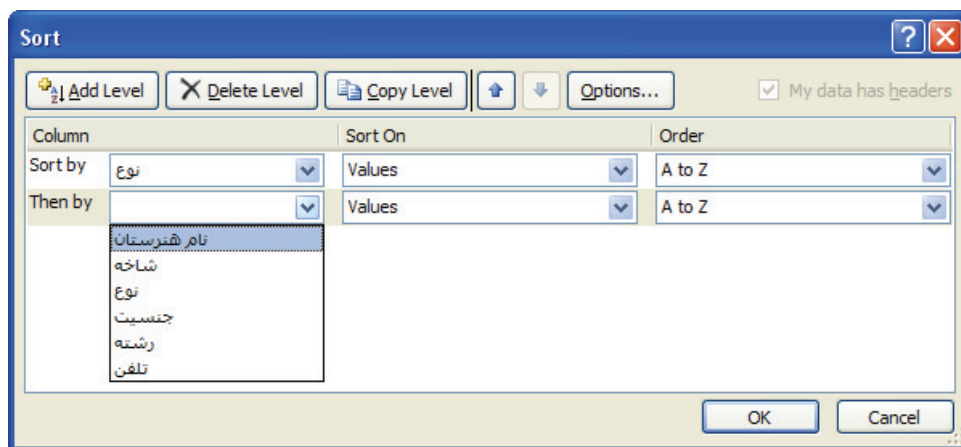 Sort
Add Level Delete Level Copy Level Options... My data has headers
Column Sort On Order
Sort by نوع Values A to Z
Then by Values A to Z
نام هنرستان
شاخه
نوع
جنسیت
رشته
تلفن
OK Cancel